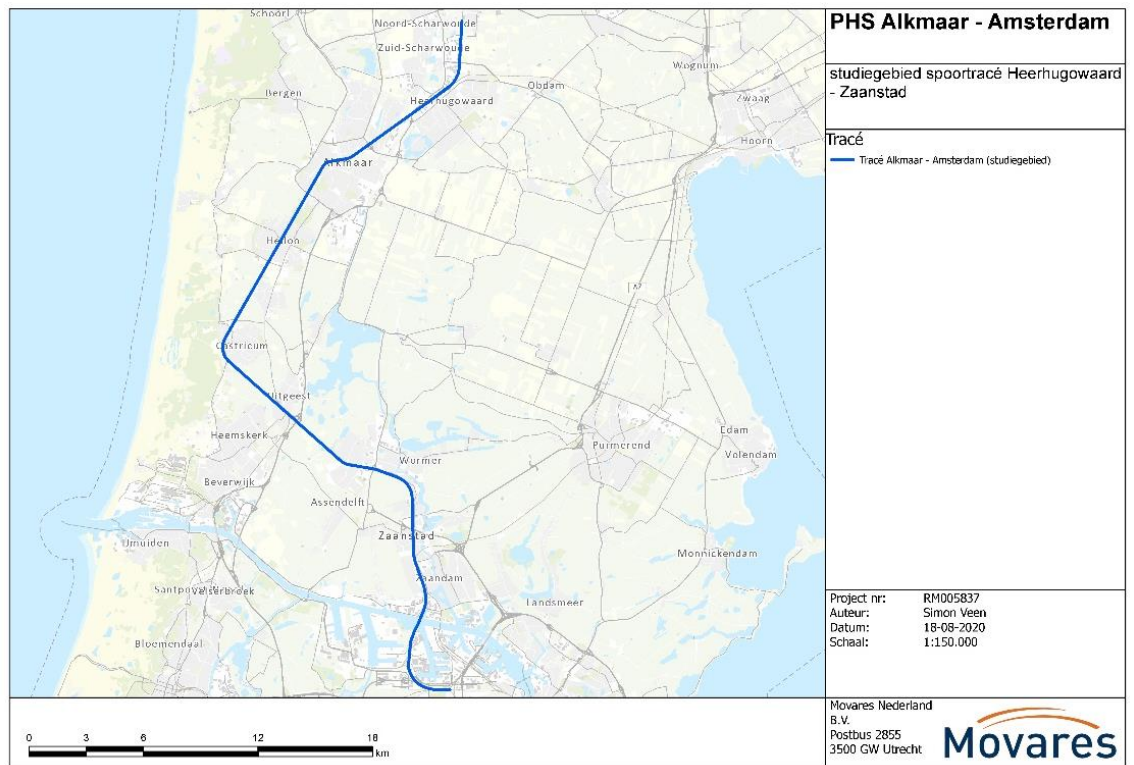 PHS Alkmaar - Amsterdam
studiegebied spoortracé Heerhugowaard
- Zaanstad
Tracé
Tracé Alkmaar - Amsterdam (studiegebied)
Schoorl
Noord-Scharwoude
Zuid-Scharwoude
Wognum
Bergen
Obdam
Heerhugowaard
Zwaag
Hoorn
Alkmaar
Heiloo
A7
Castricum
Uitgeest
Heemskerk
Edam
Purmerend
Volendam
Wormer
Beverwijk
Assendelft
Zaanstad
IJmuiden
Monnickendam
Zaandam
Velserbroek
Landsmeer
Bloemendaal
Project nr: RM005837
Auteur: Simon Veen
Datum: 18-08-2020
Schaal: 1:150.000
Movares Nederland
B.V.
Postbus 2855
3500 GW Utrecht
Movares
0 3 6 12 18
km